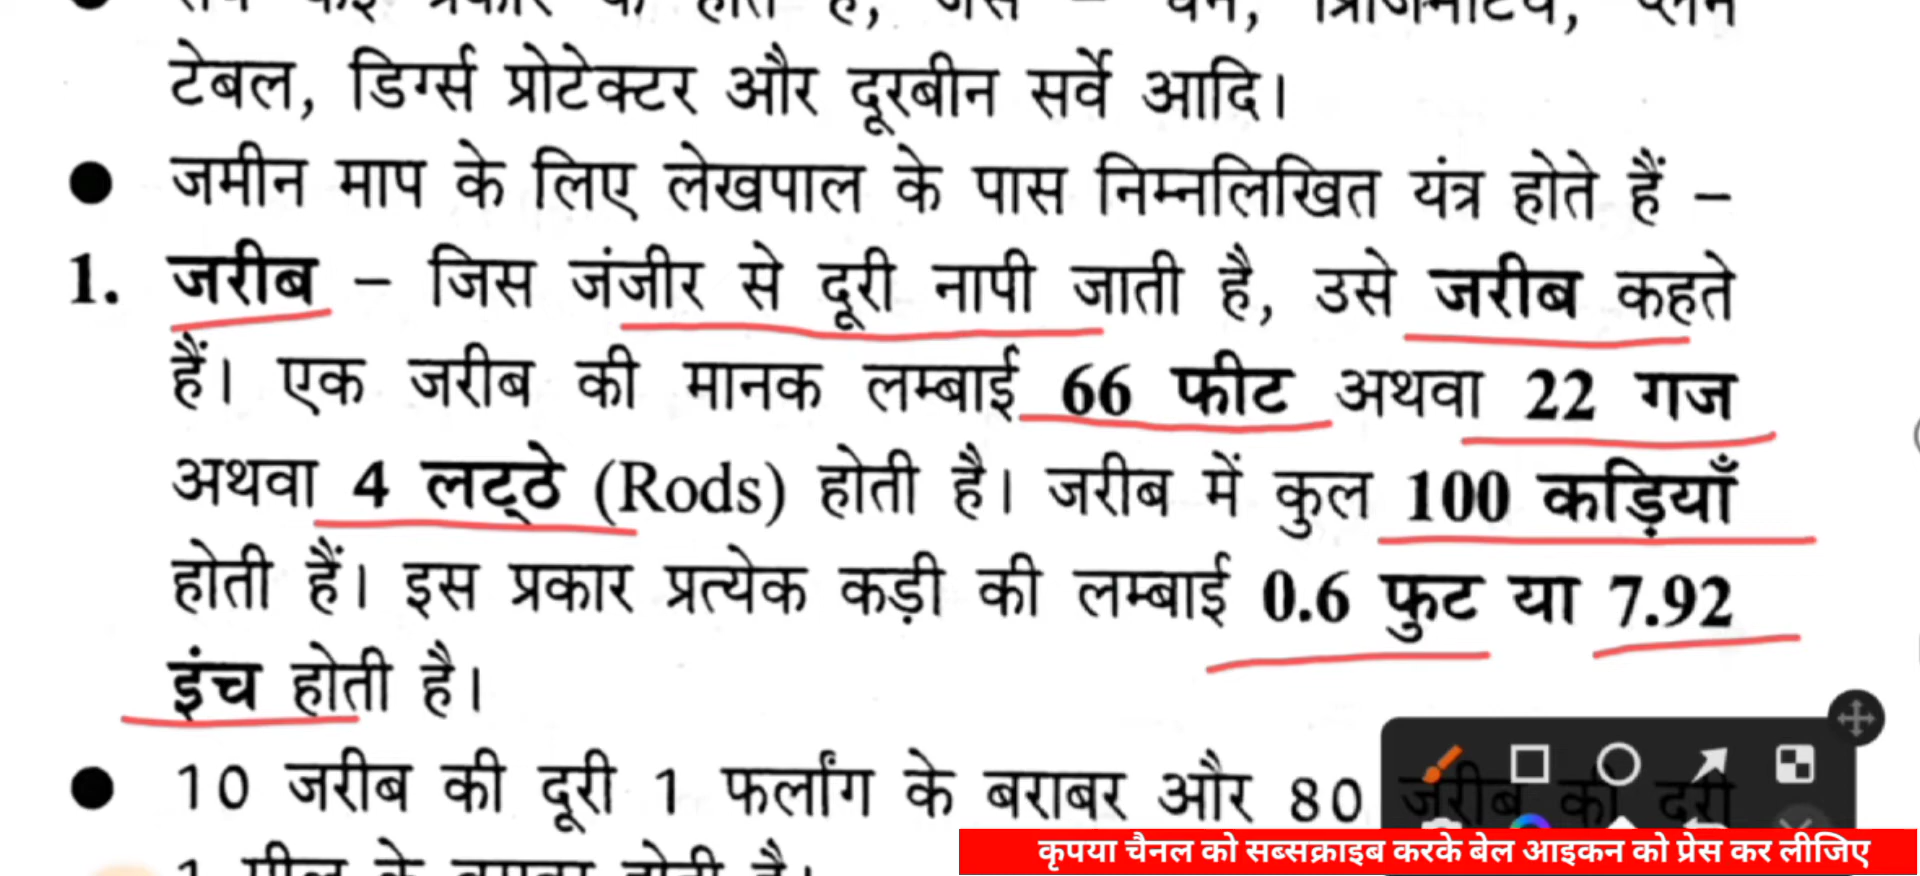 टेबल, डिग्र्स प्रोटेक्टर और दूरबीन सर्वे आदि।
● जमीन माप के लिए लेखपाल के पास निम्नलिखित यंत्र होते हैं –
1. जरीब – जिस जंजीर से दूरी नापी जाती है, उसे जरीब कहते
हैं। एक जरीब की मानक लम्बाई 66 फीट अथवा 22 गज
अथवा 4 लट्ठे (Rods) होती है। जरीब में कुल 100 कड़ियाँ
होती हैं। इस प्रकार प्रत्येक कड़ी की लम्बाई 0.6 फुट या 7.92
इंच होती है।
● 10 जरीब की दूरी 1 फर्लांग के बराबर और 80 जरीब की दूरी
कृपया चैनल को सब्सक्राइब करके बेल आइकन को प्रेस कर लीजिए